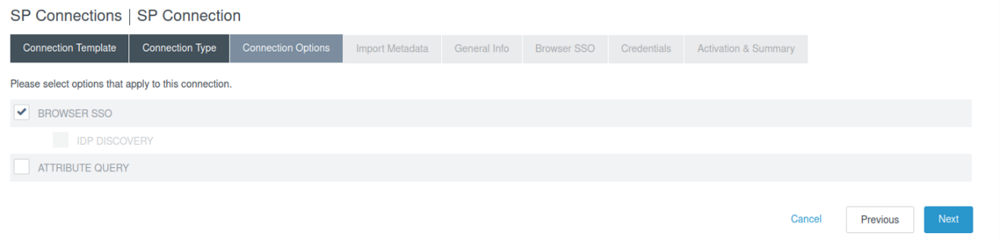 SP Connections | SP Connection
Connection Template Connection Type Connection Options Import Metadata General Info Browser SSO Credentials Activation & Summary
Please select options that apply to this connection.
BROWSER SSO
IDP DISCOVERY
ATTRIBUTE QUERY
Cancel Previous Next